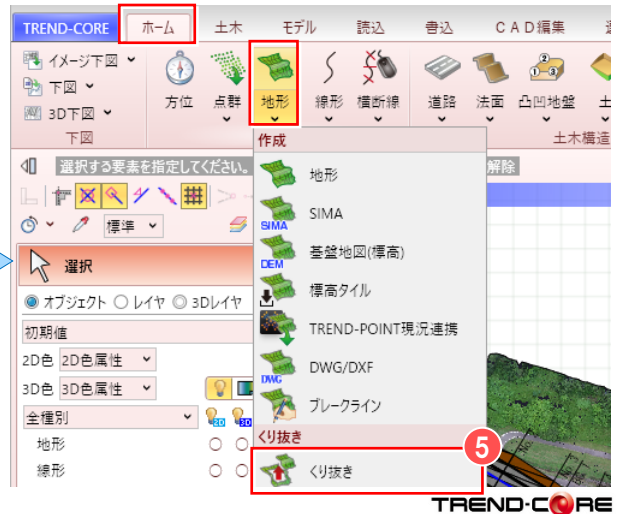 TREND-CORE ホーム 土木 モデル 読込 書込 CAD編集
イメージ下図
下図
3D下図
方位 点群 地形 線形 横断線 道路 法面 凸凹地盤
下図 土木構造
作成
選択する要素を指定してください。 解除
地形
SIMA
SIMA
標準
DEM
基盤地図(標高)
選択
標高タイル
オブジェクト レイヤ 3Dレイヤ
TREND-POINT現況連携
初期値
2D色 2D色属性
DWG
DWG/DXF
3D色 3D色属性
ブレークライン
全種別 2D 3D
くり抜き
地形
5
線形
くり抜き
TREND-CORE